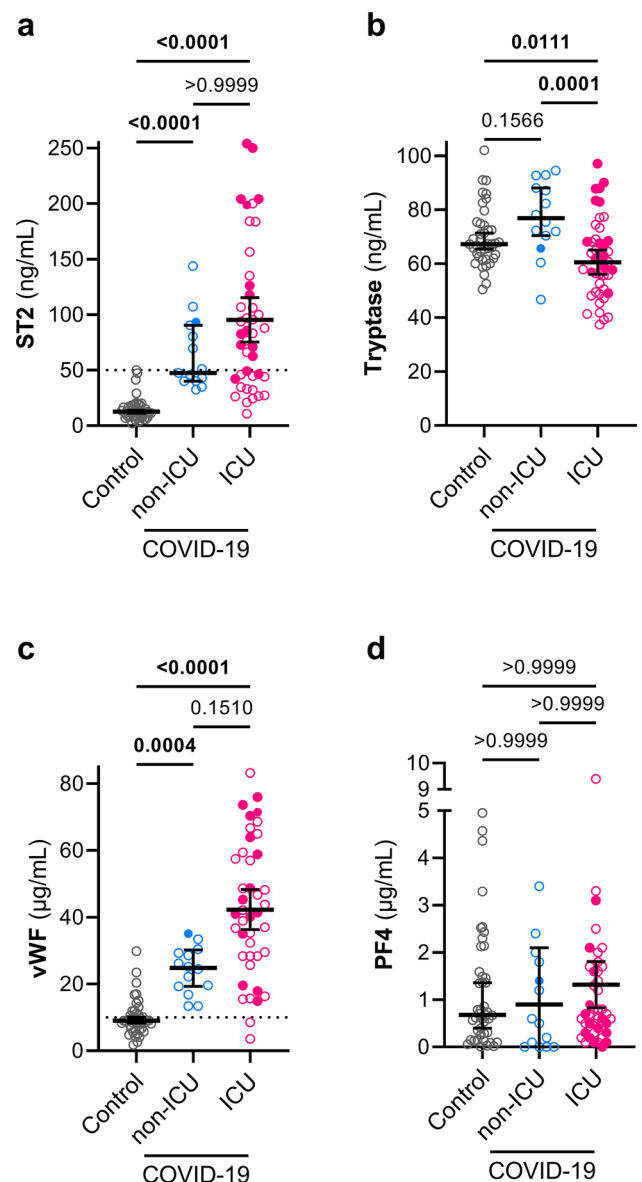 a
<0.0001
>0.9999
<0.0001
ST2 (ng/mL)
250
200
150
100
50
0
Control
non-ICU
ICU
COVID-19
b
0.0111
0.0001
0.1566
Tryptase (ng/mL)
100
80
60
40
20
0
Control
non-ICU
ICU
COVID-19
c
<0.0001
0.1510
0.0004
vWF (µg/mL)
80
60
40
20
0
Control
non-ICU
ICU
COVID-19
d
>0.9999
>0.9999
>0.9999
PF4 (µg/mL)
10
9
5
4
3
2
1
0
Control
non-ICU
ICU
COVID-19